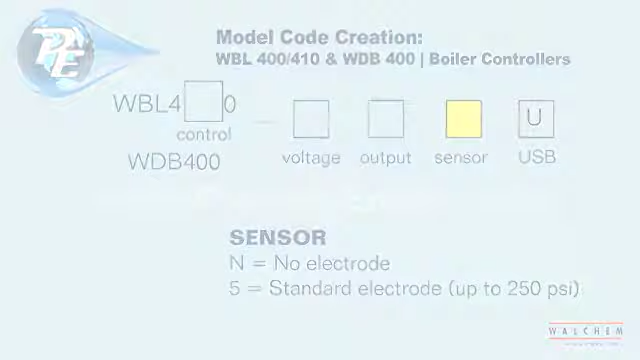 PE
Model Code Creation:
WBL 400/410 & WDB 400 | Boiler Controllers
WBL4 0
control
WDB400
U
voltage output sensor USB
SENSOR
N = No electrode
5 = Standard electrode (up to 250 psi)
WALCHEM